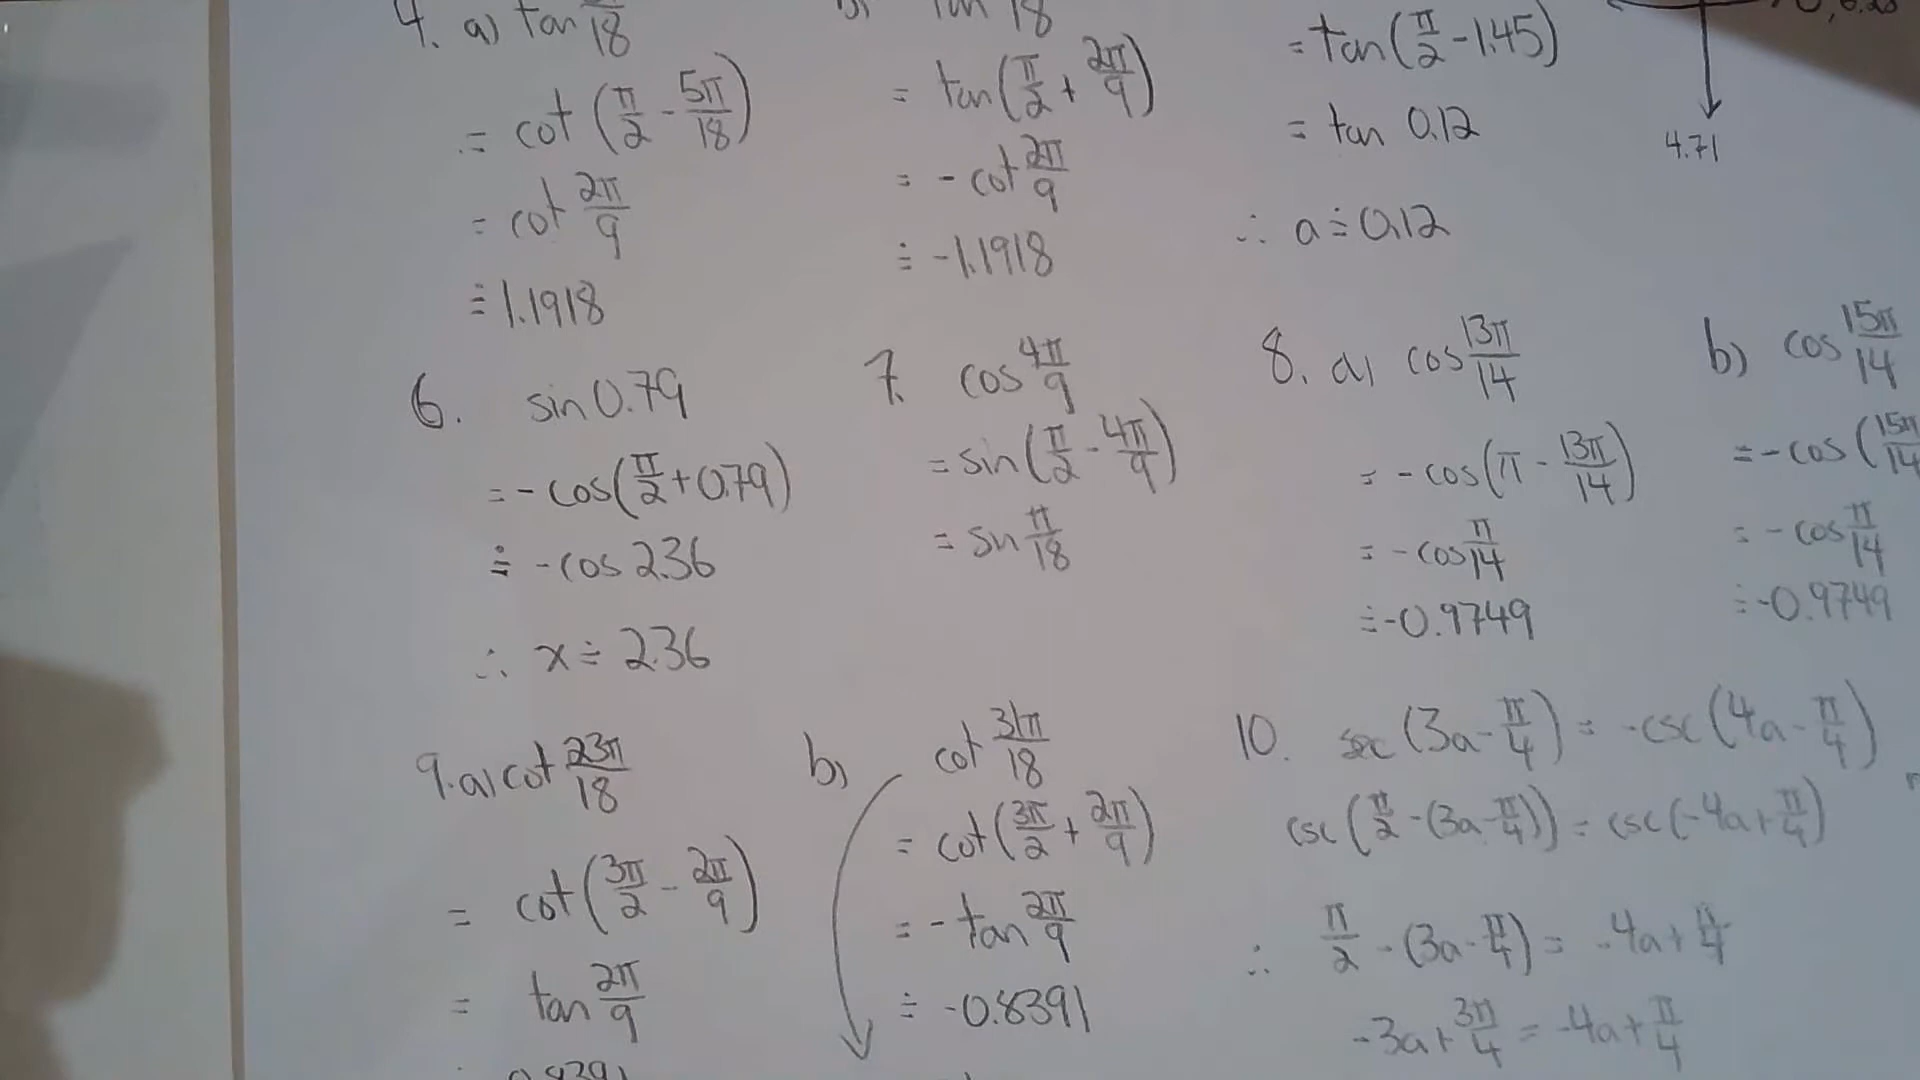 4. a) tan /18
= cot (π/2 - 5π/18)
= cot 2π/9
≐ 1.1918
18
= tan (π/2 + 2π/9)
= - cot 2π/9
≐ -1.1918
= tan (π/2 - 1.45)
= tan 0.12
∴ a ≐ 0.12
4.71
6. sin 0.79
= - cos (π/2 + 0.79)
≐ - cos 2.36
∴ x ≐ 2.36
7. cos 4π/9
= sin (π/2 - 4π/9)
= sin π/18
8. a) cos 13π/14
= - cos (π - 13π/14)
= - cos π/14
≐ -0.9749
b) cos 15π/14
= - cos (15π/14
= - cos π/14
≐ -0.9749
9. a) cot 23π/18
= cot (3π/2 - 2π/9)
= tan 2π/9
b) cot 31π/18
= cot (3π/2 + 2π/9)
= - tan 2π/9
≐ -0.8391
10. sec (3a - π/4) = -csc (4a - π/4)
csc (π/2 - (3a - π/4)) = csc (-4a + π/4)
∴ π/2 - (3a - π/4) = -4a + π/4
-3a + 3π/4 = -4a + π/4